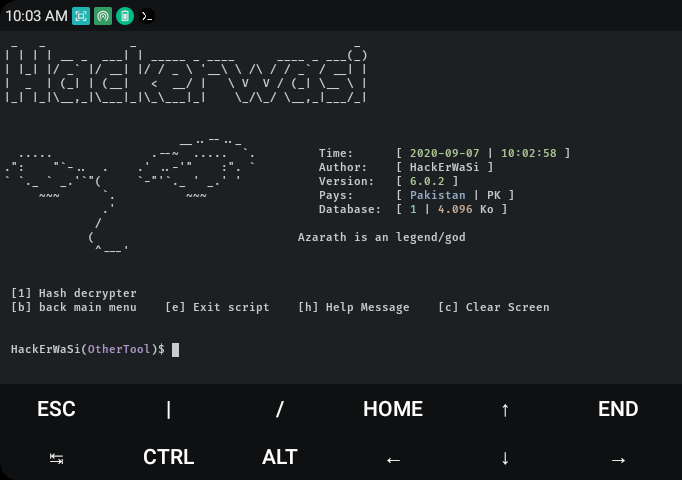 10:03 AM
Hackerwasi
Time: [ 2020-09-07 | 10:02:58 ]
Author: [ HackErWaSi ]
Version: [ 6.0.2 ]
Pays: [ Pakistan | PK ]
Database: [ 1 | 4.096 Ko ]
Azarath is an legend/god
[1] Hash decrypter
[b] back main menu [e] Exit script [h] Help Message [c] Clear Screen
HackErWaSi(OtherTool)$
ESC | / HOME ↑ END
↹ CTRL ALT ← ↓ →